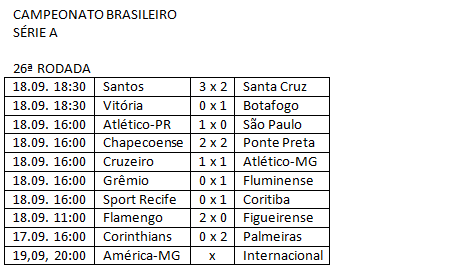 CAMPEONATO BRASILEIRO
SÉRIE A
26ª RODADA
18.09. 18:30 Santos 3 x 2 Santa Cruz
18.09. 18:30 Vitória 0 x 1 Botafogo
18.09. 16:00 Atlético-PR 1 x 0 São Paulo
18.09. 16:00 Chapecoense 2 x 2 Ponte Preta
18.09. 16:00 Cruzeiro 1 x 1 Atlético-MG
18.09. 16:00 Grêmio 0 x 1 Fluminense
18.09. 16:00 Sport Recife 0 x 1 Coritiba
18.09. 11:00 Flamengo 2 x 0 Figueirense
17.09. 16:00 Corinthians 0 x 2 Palmeiras
19,09, 20:00 América-MG x Internacional